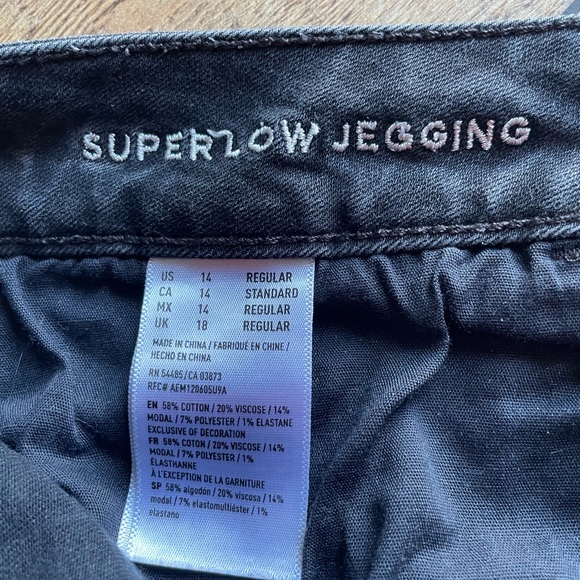 SUPER LOW JEGGING
US 14 REGULAR
CA 14 STANDARD
MX 14 REGULAR
UK 18 REGULAR
MADE IN CHINA / FABRIQUÉ EN CHINE /
HECHO EN CHINA
RN 54485/CA 03873
RFC# AEM120605U9A
EN 58% COTTON / 20% VISCOSE / 14%
MODAL / 7% POLYESTER / 1% ELASTANE
EXCLUSIVE OF DECORATION
FR 58% COTON / 20% VISCOSE / 14%
MODAL / 7% POLYESTER / 1%
ÉLASTHANNE
À L'EXCEPTION DE LA GARNITURE
SP 58% algodón / 20% viscosa / 14%
modal / 7% elastomultiéster / 1%
elastano